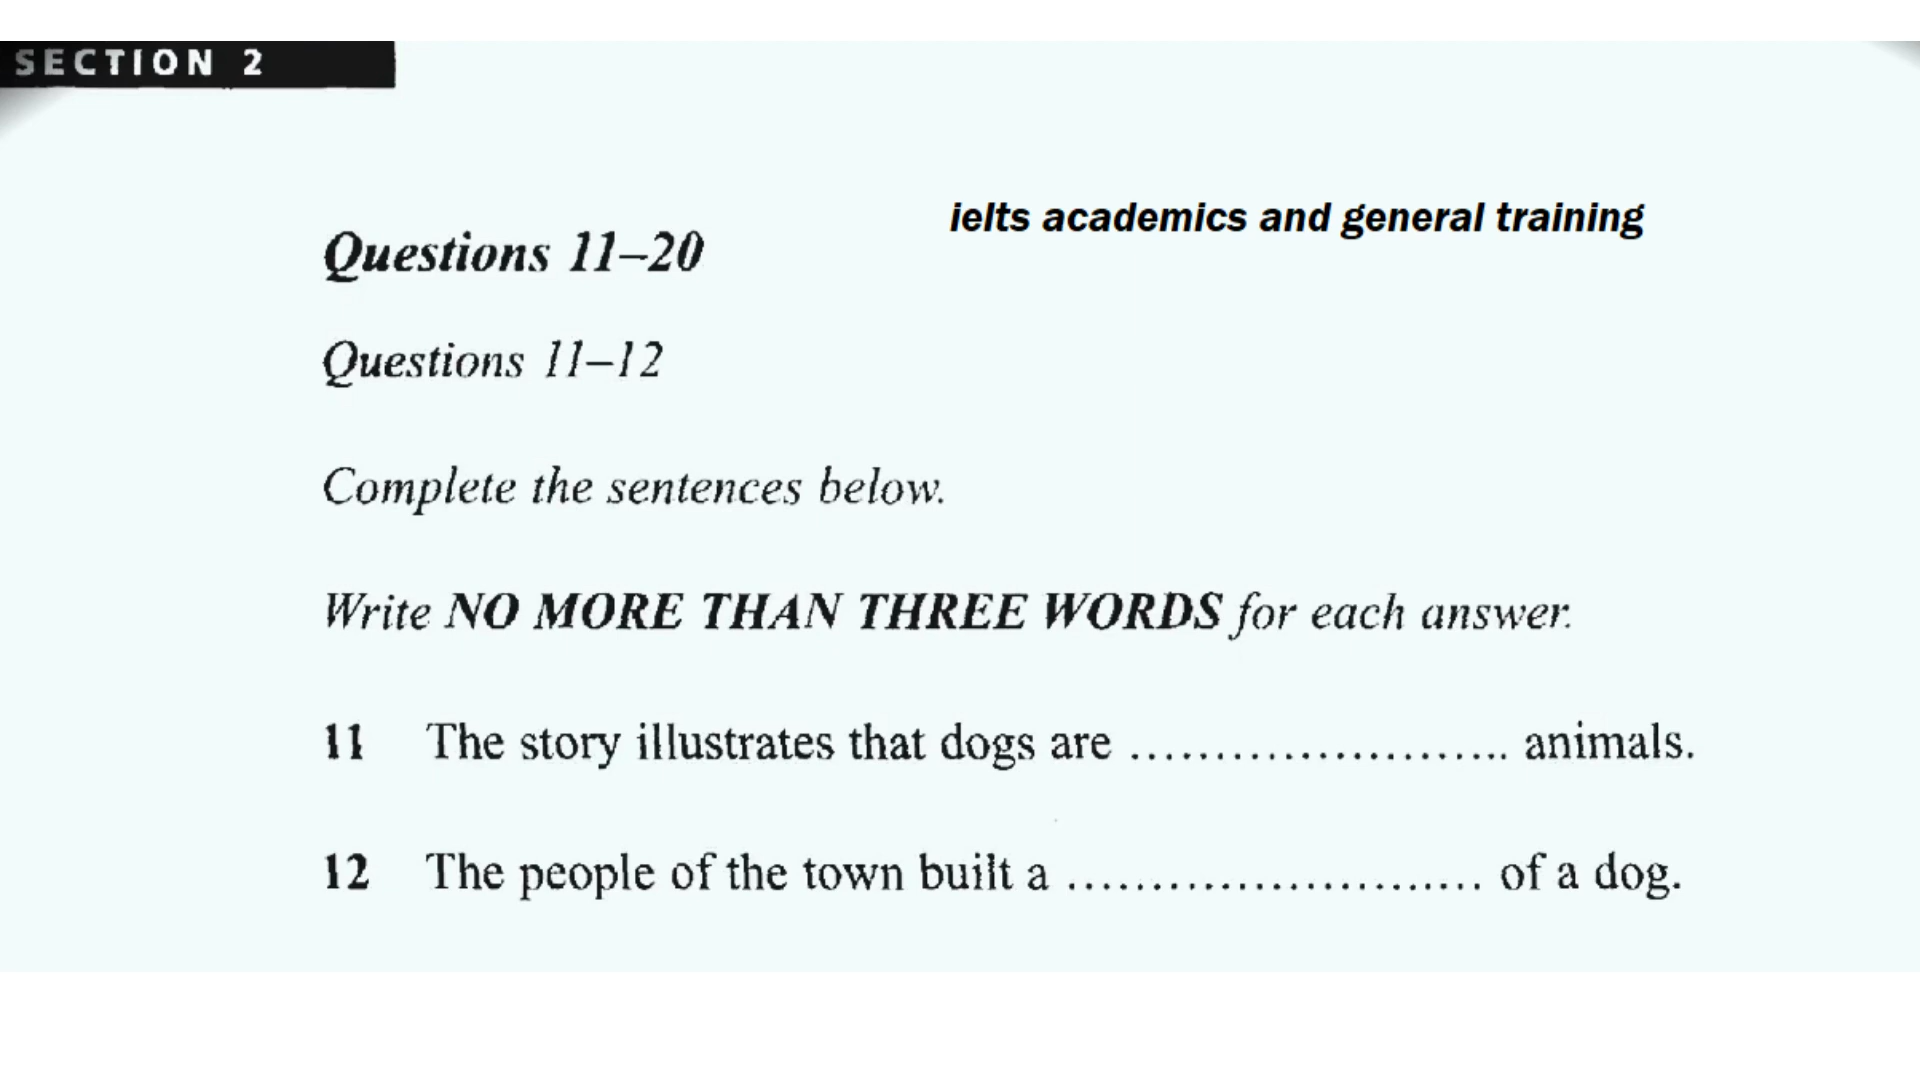 SECTION 2
ielts academics and general training
Questions 11–20
Questions 11–12
Complete the sentences below.
Write NO MORE THAN THREE WORDS for each answer.
11 The story illustrates that dogs are ........................ animals.
12 The people of the town built a .......................... of a dog.